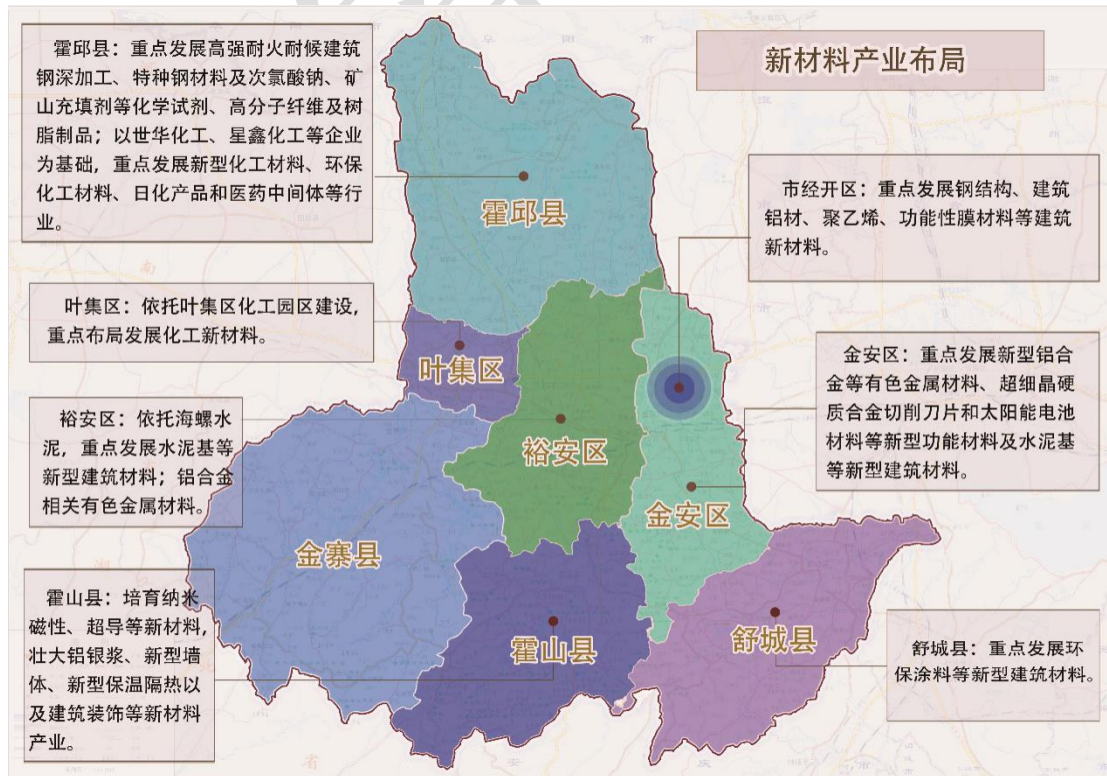 新材料产业布局
霍邱县：重点发展高强耐火耐候建筑
钢深加工、特种钢材料及次氯酸钠、矿
山充填剂等化学试剂、高分子纤维及树
脂制品；以世华化工、星鑫化工等企业
为基础，重点发展新型化工材料、环保
化工材料、日化产品和医药中间体等行
业。
市经开区：重点发展钢结构、建筑
铝材、聚乙烯、功能性膜材料等建筑
新材料。
叶集区：依托叶集区化工园区建设，
重点布局发展化工新材料。
金安区：重点发展新型铝合
金等有色金属材料、超细晶硬
质合金切削刀片和太阳能电池
材料等新型功能材料及水泥基
等新型建筑材料。
裕安区：依托海螺水
泥，重点发展水泥基等
新型建筑材料；铝合金
相关有色金属材料。
霍山县：培育纳米
磁性、超导等新材料，
壮大铝银浆、新型墙
体、新型保温隔热以
及建筑装饰等新材料
产业。
舒城县：重点发展环
保涂料等新型建筑材料。
霍邱县
叶集区
裕安区
金安区
金寨县
霍山县
舒城县